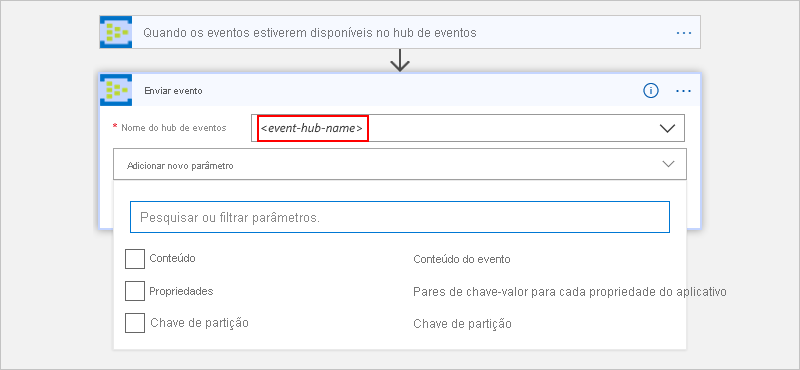 Quando os eventos estiverem disponíveis no hub de eventos
Enviar evento
* Nome do hub de eventos <event-hub-name>
Adicionar novo parâmetro
Pesquisar ou filtrar parâmetros.
Conteúdo Conteúdo do evento
Propriedades Pares de chave-valor para cada propriedade do aplicativo
Chave de partição Chave de partição